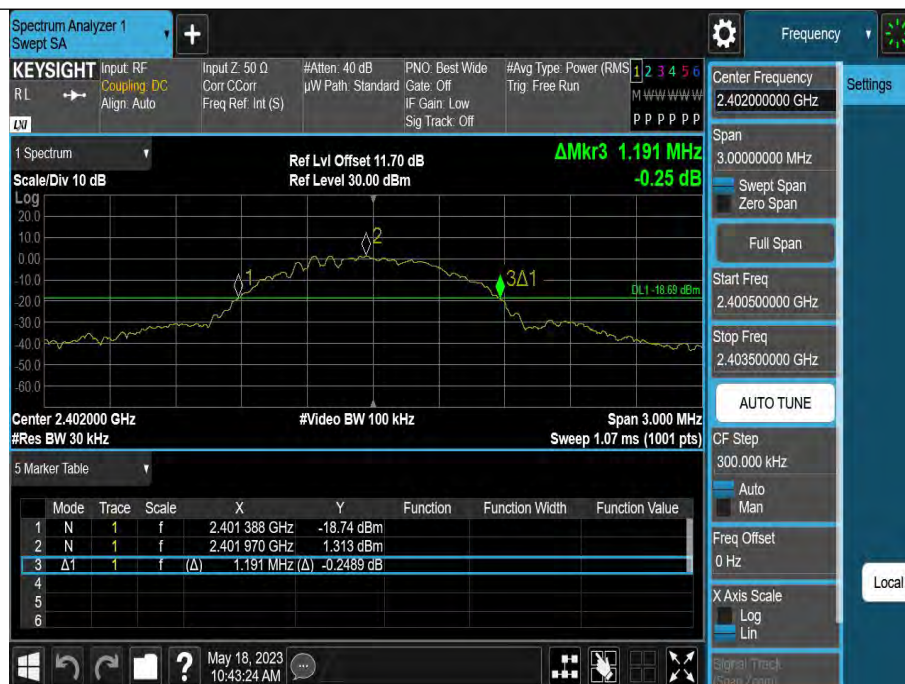 Spectrum Analyzer 1
Swept SA
+
Frequency
KEYSIGHT
RL
LXI
Input: RF
Coupling: DC
Align: Auto
Input Z: 50 Ω
Corr CCorr
Freq Ref: Int (S)
#Atten: 40 dB
µW Path: Standard
PNO: Best Wide
Gate: Off
IF Gain: Low
Sig Track: Off
#Avg Type: Power (RMS
Trig: Free Run
1 2 3 4 5 6
M W W W W W
P P P P P P
1 Spectrum
Scale/Div 10 dB
Ref Lvl Offset 11.70 dB
Ref Level 30.00 dBm
ΔMkr3 1.191 MHz
-0.25 dB
Log
20.0
10.0
0.00
-10.0
-20.0
-30.0
-40.0
-50.0
-60.0
1
2
3Δ1
DL1 -18.69 dBm
Center 2.402000 GHz
#Video BW 100 kHz
Span 3.000 MHz
#Res BW 30 kHz
Sweep 1.07 ms (1001 pts)
5 Marker Table
Mode Trace Scale X Y Function Function Width Function Value
1 N 1 f 2.401 388 GHz -18.74 dBm
2 N 1 f 2.401 970 GHz 1.313 dBm
3 Δ1 1 f (Δ) 1.191 MHz (Δ) -0.2489 dB
4
5
6
?
May 18, 2023
10:43:24 AM
Center Frequency
2.402000000 GHz
Settings
Span
3.00000000 MHz
Swept Span
Zero Span
Full Span
Start Freq
2.400500000 GHz
Stop Freq
2.403500000 GHz
AUTO TUNE
CF Step
300.000 kHz
Auto
Man
Freq Offset
0 Hz
X Axis Scale
Log
Lin
Local
Signal Track
(Span Zoom)